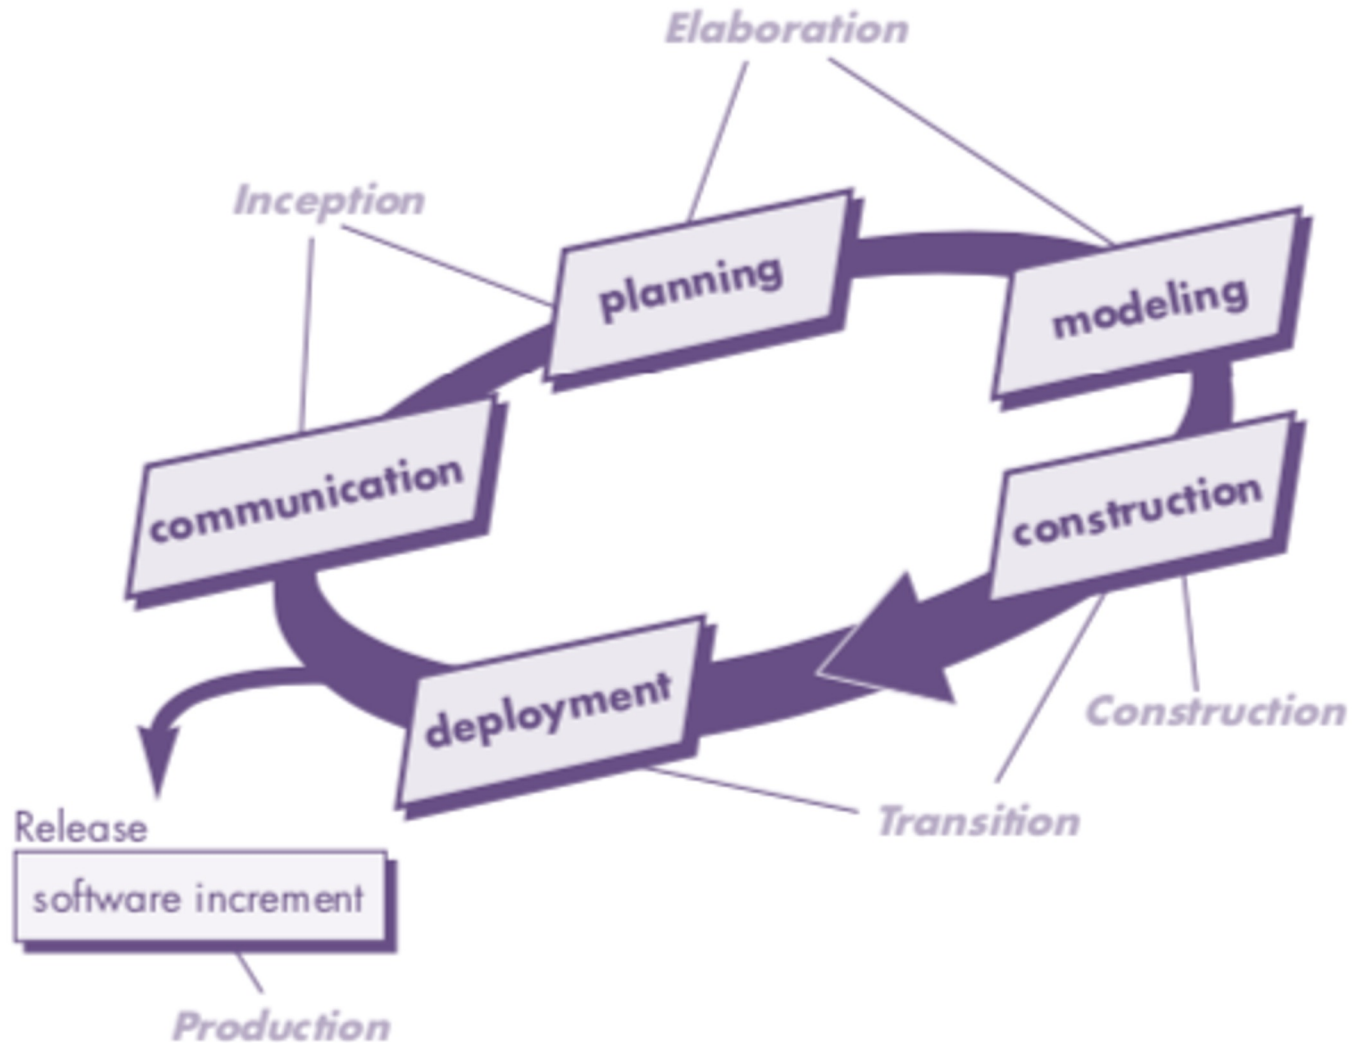 Elaboration
Inception
planning
modeling
communication
construction
deployment
Construction
Transition
Release
software increment
Production